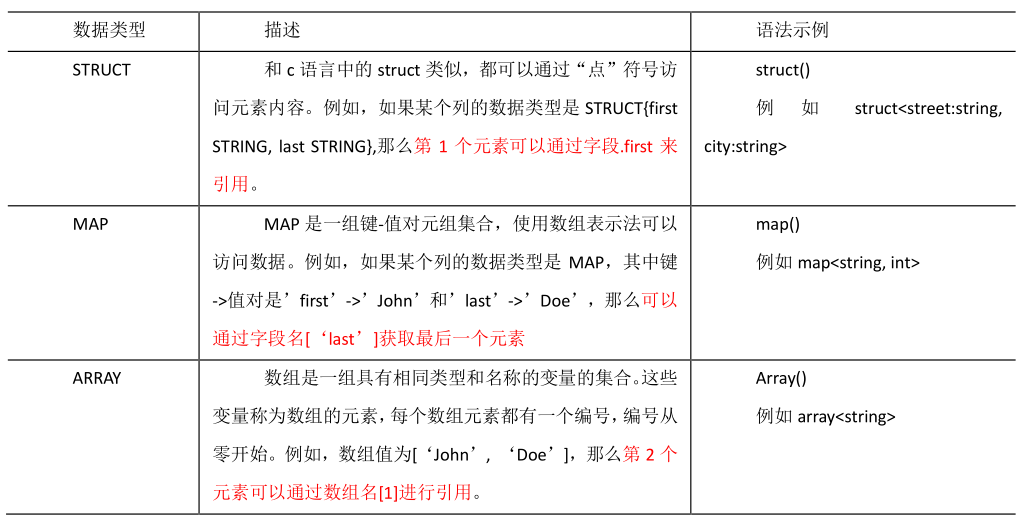 数据类型 描述 语法示例
STRUCT 和 c 语言中的 struct 类似，都可以通过“点”符号访 struct()
问元素内容。例如，如果某个列的数据类型是 STRUCT{first 例 如 struct<street:string,
STRING, last STRING},那么第 1 个元素可以通过字段.first 来 city:string>
引用。
MAP MAP 是一组键-值对元组集合，使用数组表示法可以 map()
访问数据。例如，如果某个列的数据类型是 MAP，其中键 例如 map<string, int>
->值对是’first’->’John’和’last’->’Doe’，那么可以
通过字段名[‘last’]获取最后一个元素
ARRAY 数组是一组具有相同类型和名称的变量的集合。这些 Array()
变量称为数组的元素，每个数组元素都有一个编号，编号从 例如 array<string>
零开始。例如，数组值为[‘John’, ‘Doe’]，那么第 2 个
元素可以通过数组名[1]进行引用。